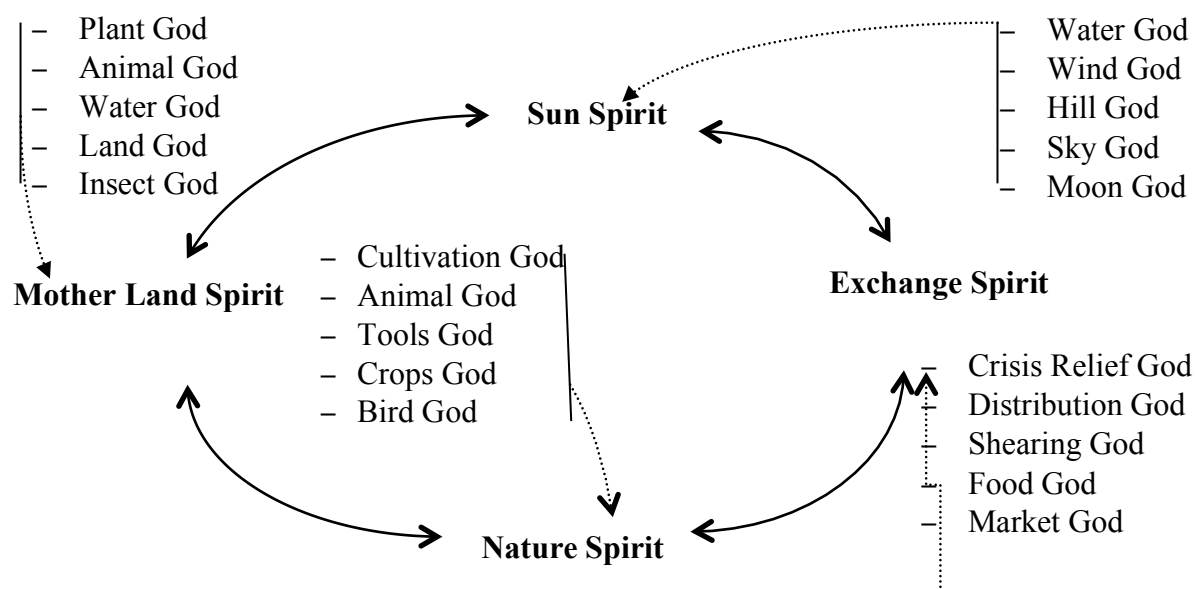 – Plant God
– Animal God
– Water God
– Land God
– Insect God
– Water God
– Wind God
– Hill God
– Sky God
– Moon God
Sun Spirit
Mother Land Spirit
– Cultivation God
– Animal God
– Tools God
– Crops God
– Bird God
Exchange Spirit
– Crisis Relief God
– Distribution God
– Shearing God
– Food God
– Market God
Nature Spirit